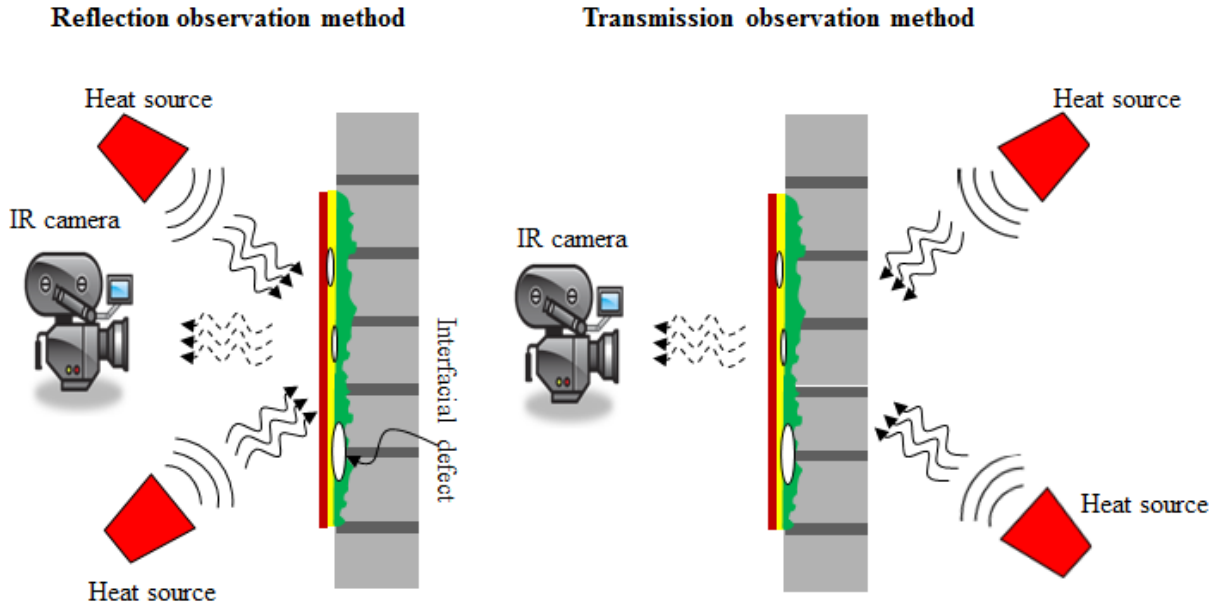 Reflection observation method
Transmission observation method
Heat source
IR camera
Interfacial defect
Heat source
Heat source
IR camera
Heat source